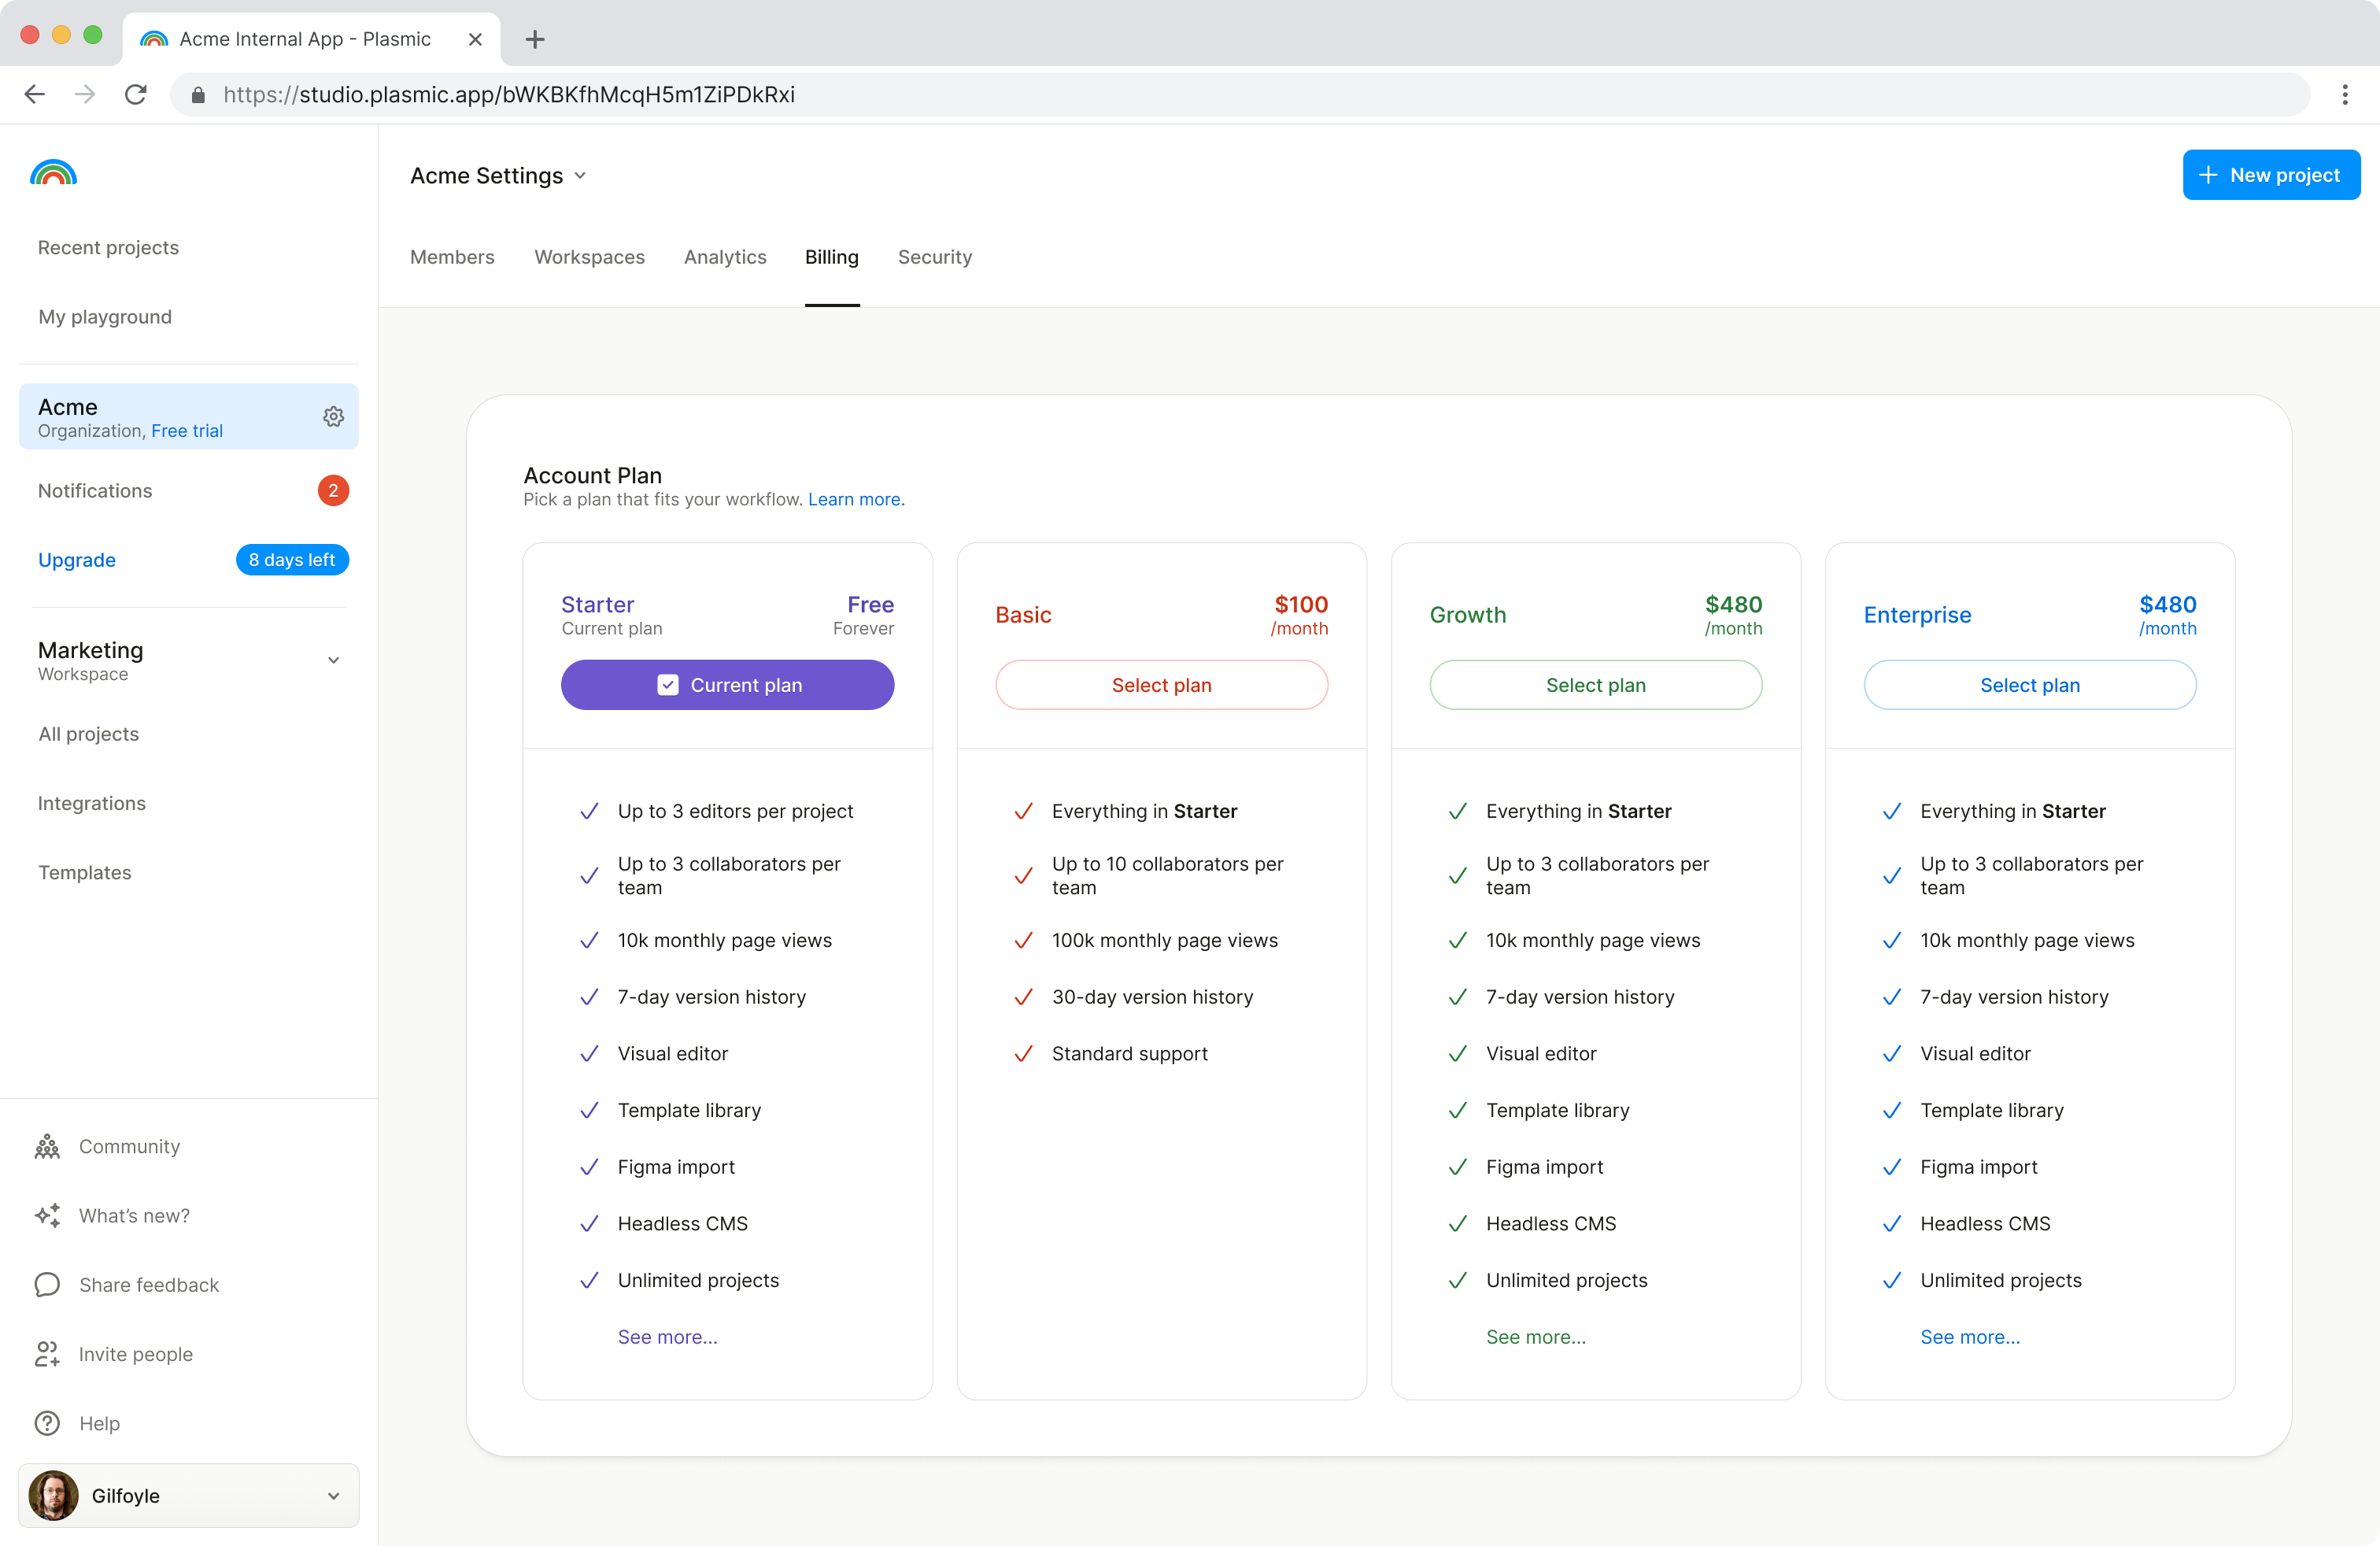 Acme Internal App - Plasmic
https://studio.plasmic.app/bWKBKfhMcqH5m1ZiPDkRxi
Recent projects
My playground
Acme
Organization, Free trial
Notifications
2
Upgrade
8 days left
Marketing
Workspace
All projects
Integrations
Templates
Community
What's new?
Share feedback
Invite people
Help
Gilfoyle
Acme Settings
New project
Members
Workspaces
Analytics
Billing
Security
Account Plan
Pick a plan that fits your workflow. Learn more.
Starter
Current plan
Free
Forever
Current plan
Up to 3 editors per project
Up to 3 collaborators per
team
10k monthly page views
7-day version history
Visual editor
Template library
Figma import
Headless CMS
Unlimited projects
See more...
Basic
$100
/month
Select plan
Everything in Starter
Up to 10 collaborators per
team
100k monthly page views
30-day version history
Standard support
Growth
$480
/month
Select plan
Everything in Starter
Up to 3 collaborators per
team
10k monthly page views
7-day version history
Visual editor
Template library
Figma import
Headless CMS
Unlimited projects
See more...
Enterprise
$480
/month
Select plan
Everything in Starter
Up to 3 collaborators per
team
10k monthly page views
7-day version history
Visual editor
Template library
Figma import
Headless CMS
Unlimited projects
See more...